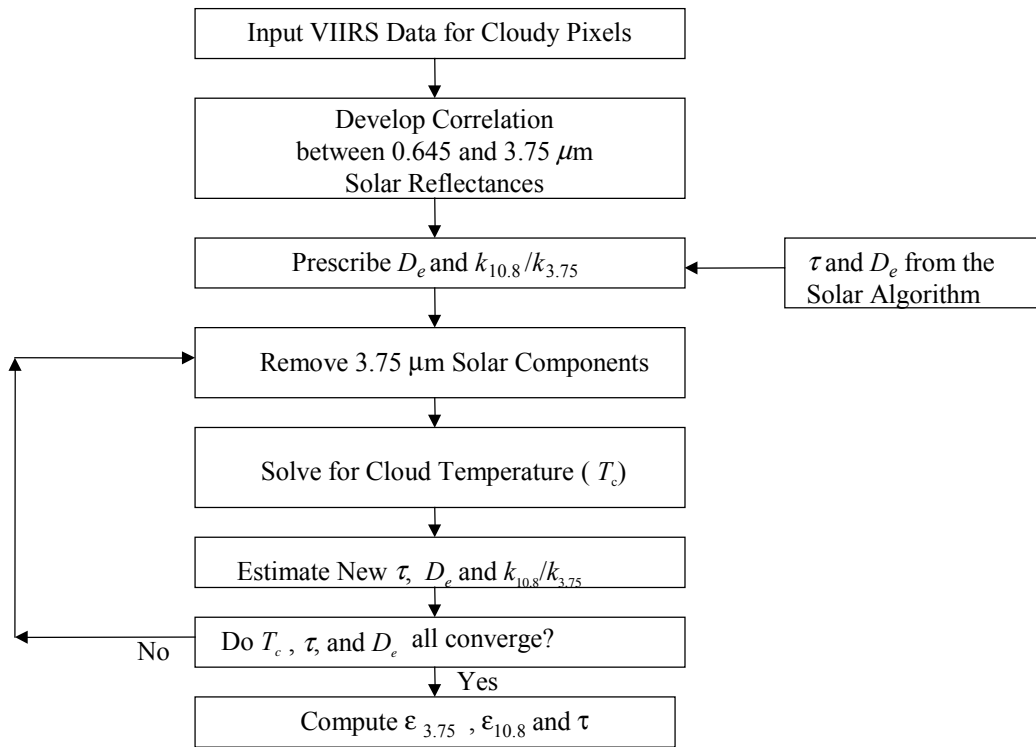 Input VIIRS Data for Cloudy Pixels
Develop Correlation
between 0.645 and 3.75 μm
Solar Reflectances
Prescribe Dₑ and k₁₀.₈/k₃.₇₅
τ and Dₑ from the
Solar Algorithm
Remove 3.75 μm Solar Components
Solve for Cloud Temperature ( T_c)
Estimate New τ, Dₑ and k₁₀.₈/k₃.₇₅
Do T_c , τ, and Dₑ all converge?
No
Yes
Compute ε₃.₇₅ , ε₁₀.₈ and τ